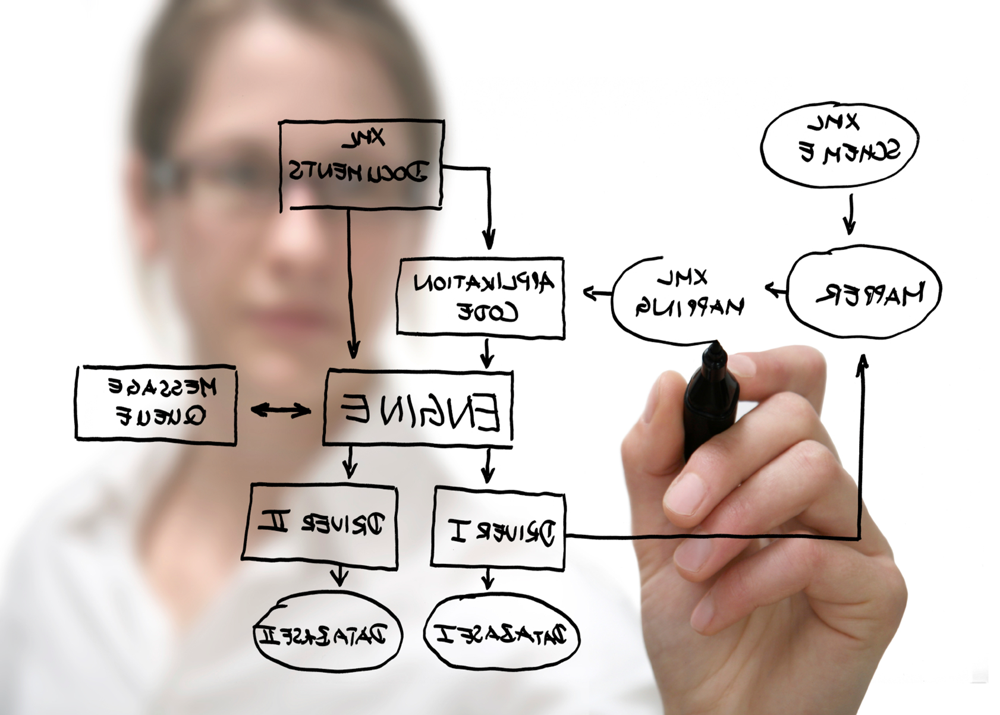 XML
DOCUMENTS
XML
SCHEME
APPLIKATION
CODE
XML
MAPPING
MAPPER
MESSAGE
QUEUE
ENGINE
DRIVER II
DRIVER I
DATABASE II
DATABASE I